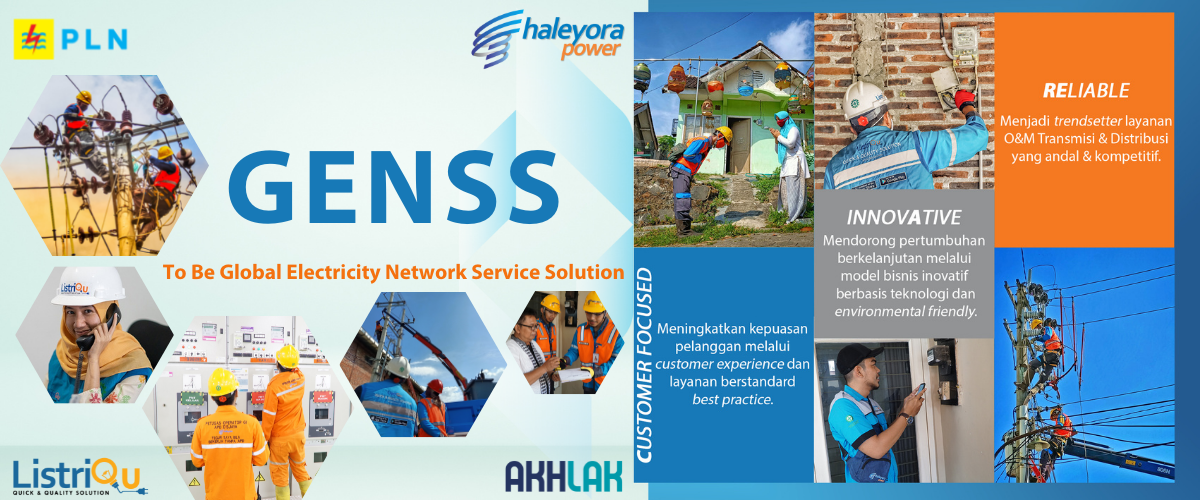 PLN
haleyora
power
GENSS
To Be Global Electricity Network Service Solution
ListriQu
ListriQu
QUICK & QUALITY SOLUTION
AKHLAK
CUSTOMER FOCUSED
Meningkatkan kepuasan
pelanggan melalui
customer experience dan
layanan berstandard
best practice.
INNOVATIVE
Mendorong pertumbuhan
berkelanjutan melalui
model bisnis inovatif
berbasis teknologi dan
environmental friendly.
RELIABLE
Menjadi trendsetter layanan
O&M Transmisi & Distribusi
yang andal & kompetitif.